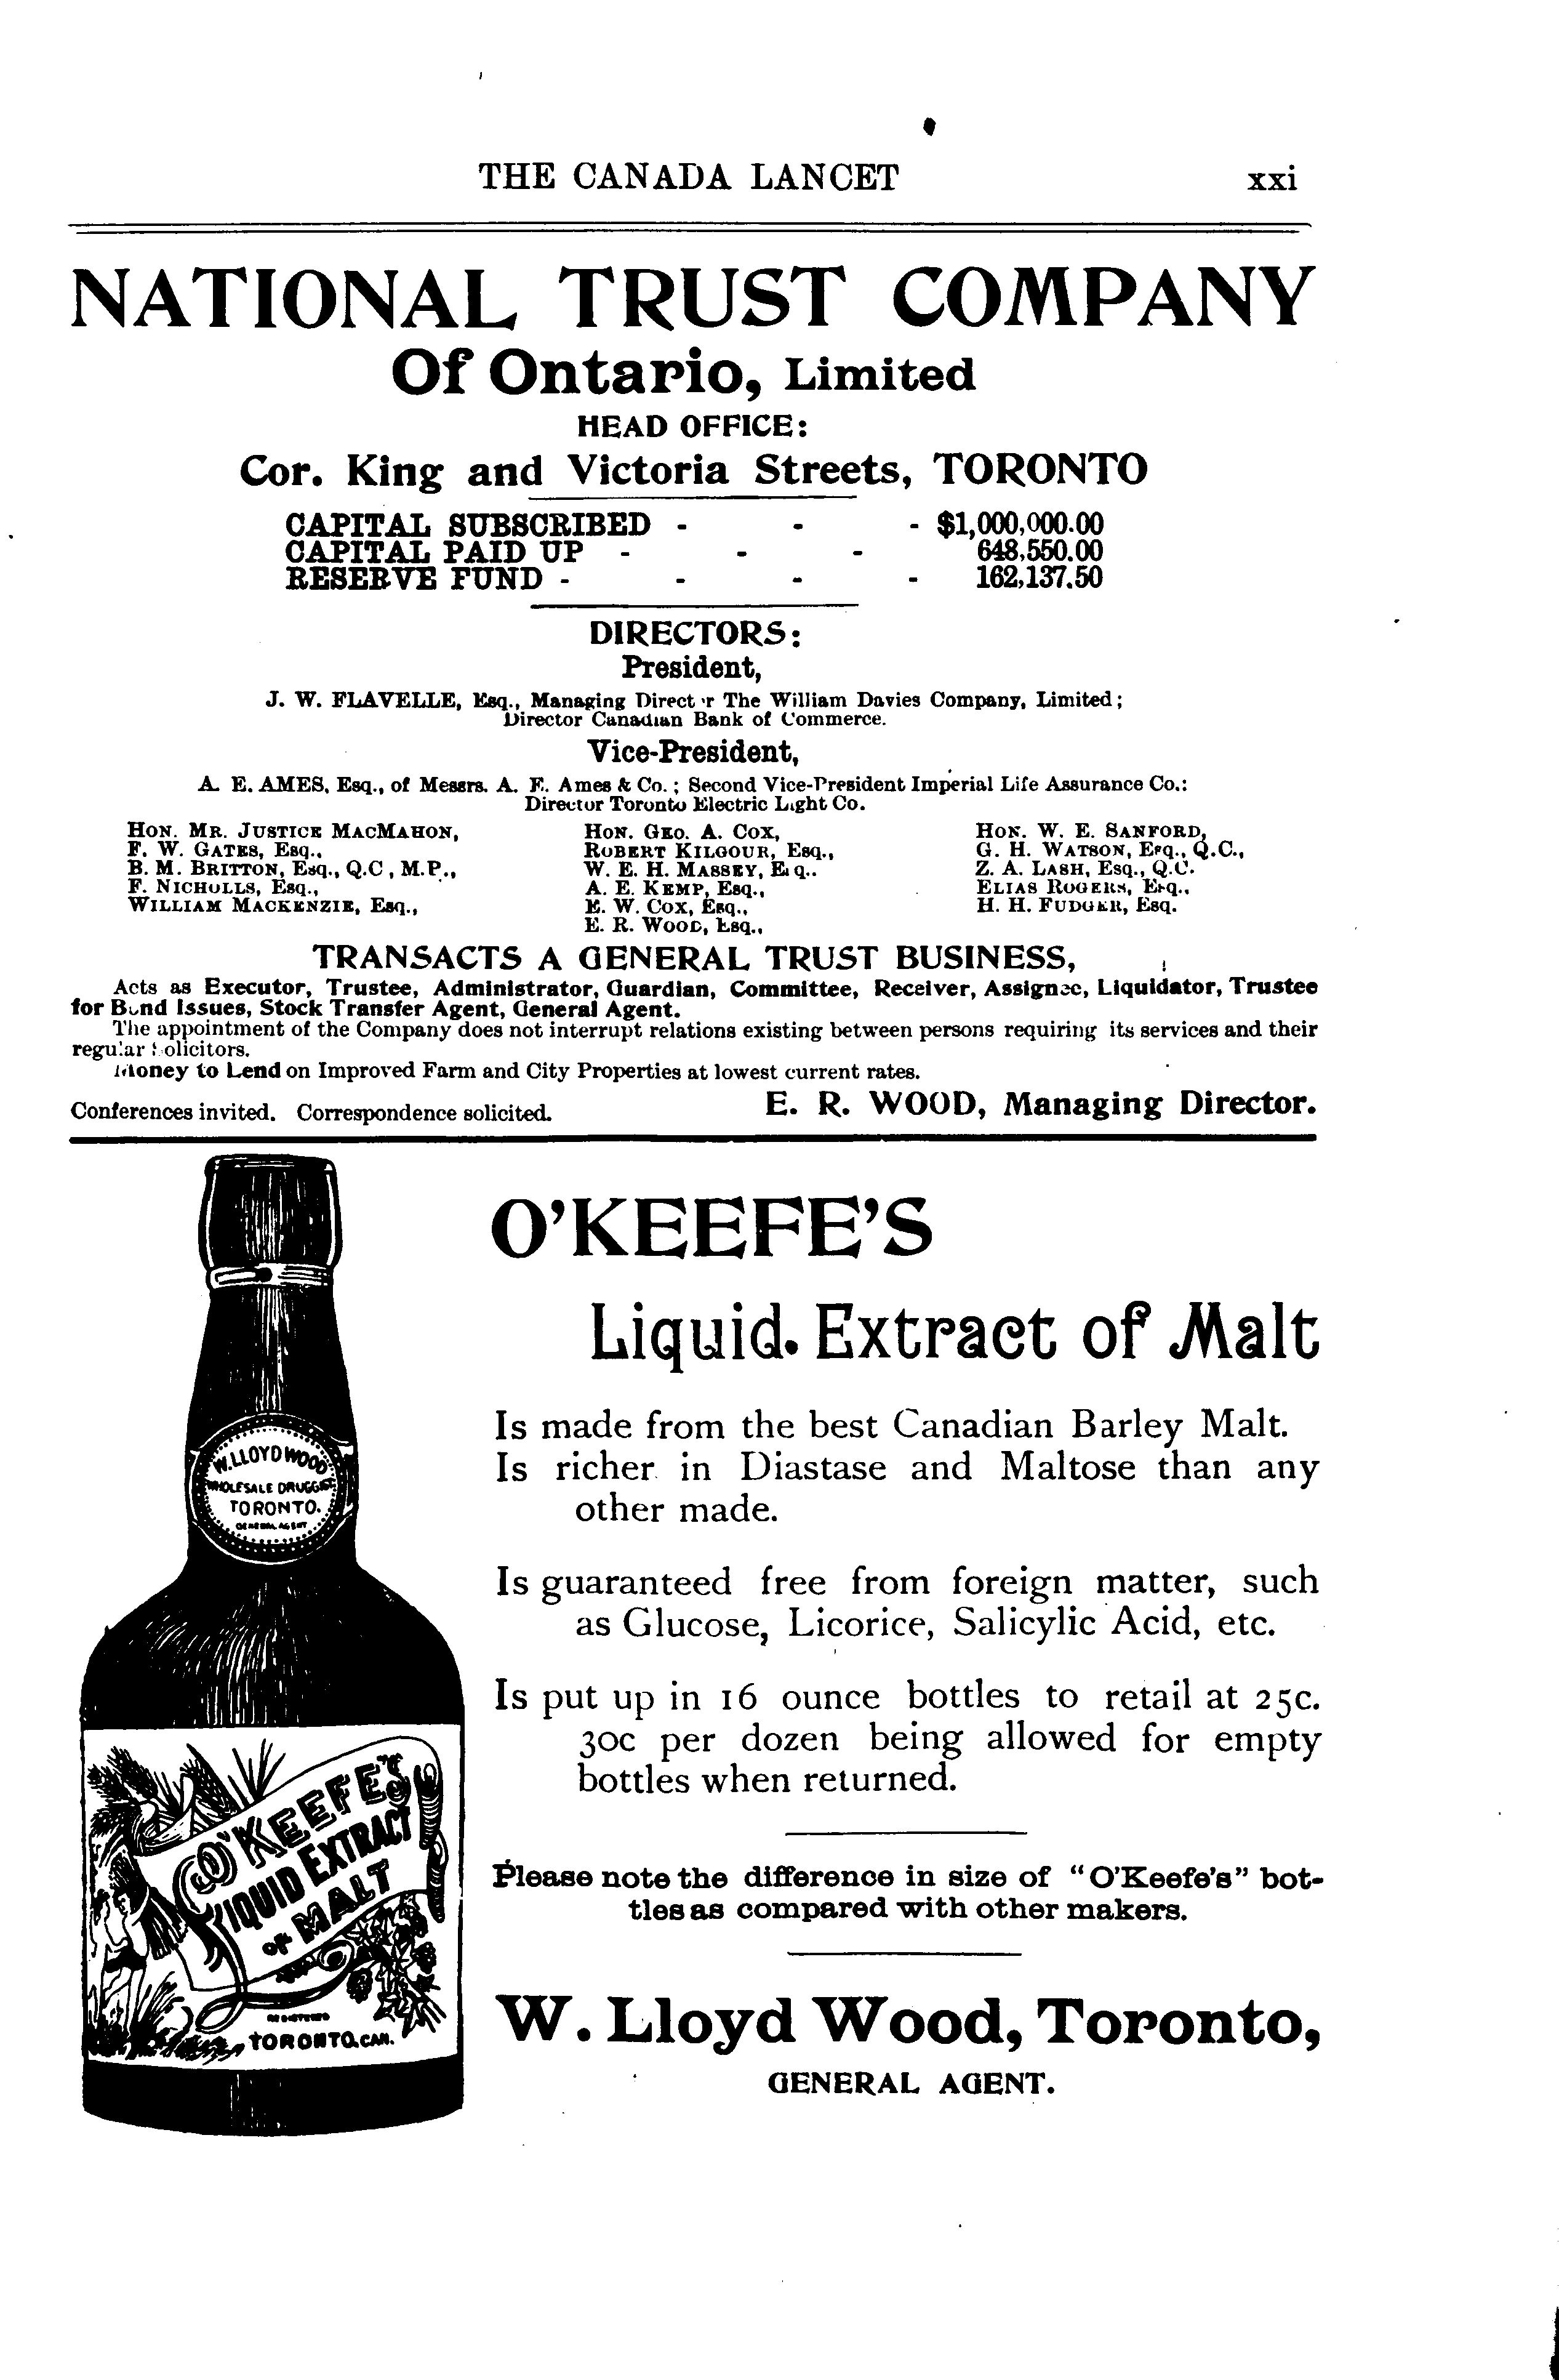 THE CANADA LANCET xxi
NATIONAL TRUST COMPANY
Of Ontario, Limited
HEAD OFFICE:
Cor. King and Victoria Streets, TORONTO
CAPITAL SUBSCRIBED - - - $1,000,000.00
CAPITAL PAID UP - - - 648,550.00
RESERVE FUND - - - - 162,137.50
DIRECTORS:
President,
J. W. FLAVELLE, Esq., Managing Direct r The William Davies Company, Limited;
Director Canadian Bank of Commerce.
Vice-President,
A. E. AMES, Esq., of Messrs. A. E. Ames & Co.; Second Vice-President Imperial Life Assurance Co.:
Director Toronto Electric Light Co.
HON. MR. JUSTICE MACMAHON,
F. W. GATES, Esq.,
B. M. BRITTON, Esq., Q.C, M.P.,
F. NICHOLLS, Esq.,
WILLIAM MACKENZIE, Esq.,
HON. GEO. A. COX,
ROBERT KILGOUR, Esq.,
W. E. H. MASSEY, Esq..
A. E. KEMP, Esq.,
E. W. COX, Esq.,
E. R. WOOD, Esq.,
HON. W. E. SANFORD,
G. H. WATSON, Esq., Q.C.,
Z. A. LASH, Esq., Q.C.
ELIAS ROGERS, Esq.,
H. H. FUDGER, Esq.
TRANSACTS A GENERAL TRUST BUSINESS,
Acts as Executor, Trustee, Administrator, Guardian, Committee, Receiver, Assignee, Liquidator, Trustee
for Bond Issues, Stock Transfer Agent, General Agent.
The appointment of the Company does not interrupt relations existing between persons requiring its services and their
regular Solicitors.
Money to Lend on Improved Farm and City Properties at lowest current rates.
Conferences invited. Correspondence solicited. E. R. WOOD, Managing Director.
O'KEEFE'S
Liquid. Extract of Malt
Is made from the best Canadian Barley Malt.
Is richer in Diastase and Maltose than any
other made.
Is guaranteed free from foreign matter, such
as Glucose, Licorice, Salicylic Acid, etc.
Is put up in 16 ounce bottles to retail at 25c.
30c per dozen being allowed for empty
bottles when returned.
Please note the difference in size of "O'Keefe's" bot-
tles as compared with other makers.
W. Lloyd Wood, Toronto,
GENERAL AGENT.
W. LLOYD WOOD
WHOLESALE DRUGGIST
TORONTO.
GENERAL AGENT
O'KEEFE'S
LIQUID EXTRACT
of MALT
REGISTERED
TORONTO. CAN.